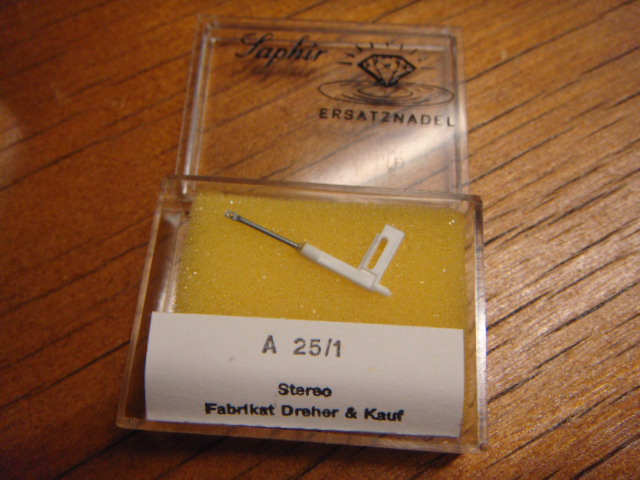 Saphir
ERSATZNADEL
A 25/1
Stereo
Fabrikat Dreher & Kauf